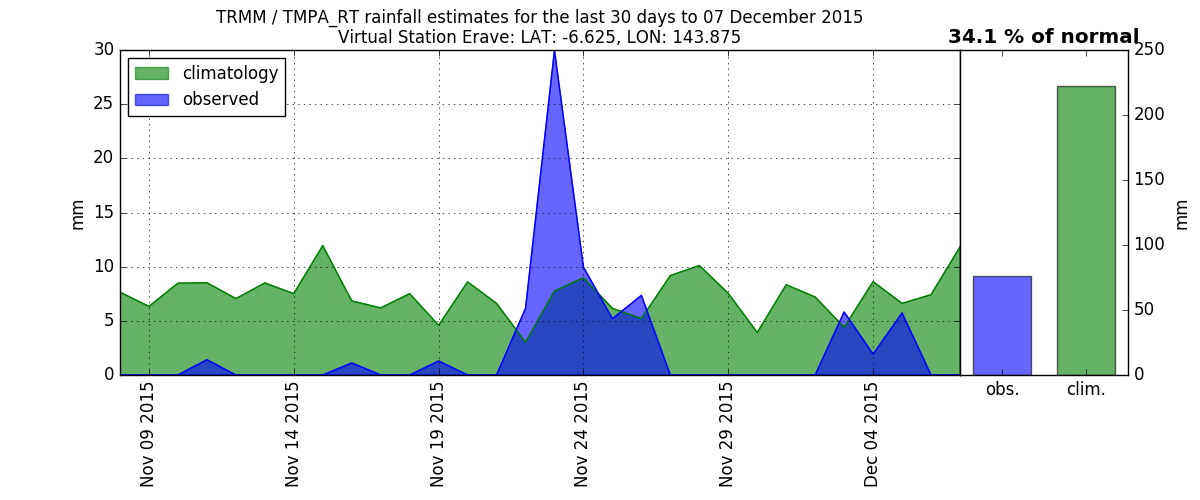 TRMM / TMPA_RT rainfall estimates for the last 30 days to 07 December 2015
Virtual Station Erave: LAT: -6.625, LON: 143.875
34.1 % of normal
climatology
observed
30
25
20
15
10
5
0
mm
Nov 09 2015
Nov 14 2015
Nov 19 2015
Nov 24 2015
Nov 29 2015
Dec 04 2015
250
200
150
100
50
0
mm
obs.
clim.